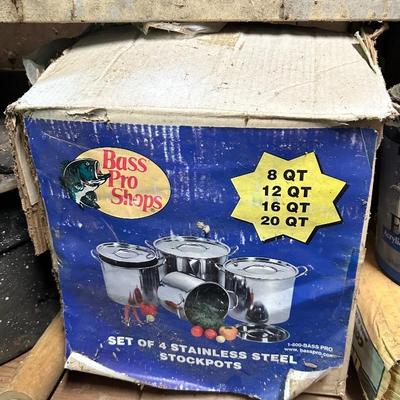 Bass
Pro
Shops
8 QT
12 QT
16 QT
20 QT
SET OF 4 STAINLESS STEEL
STOCKPOTS
1-800-BASS PRO
www.basspro.com